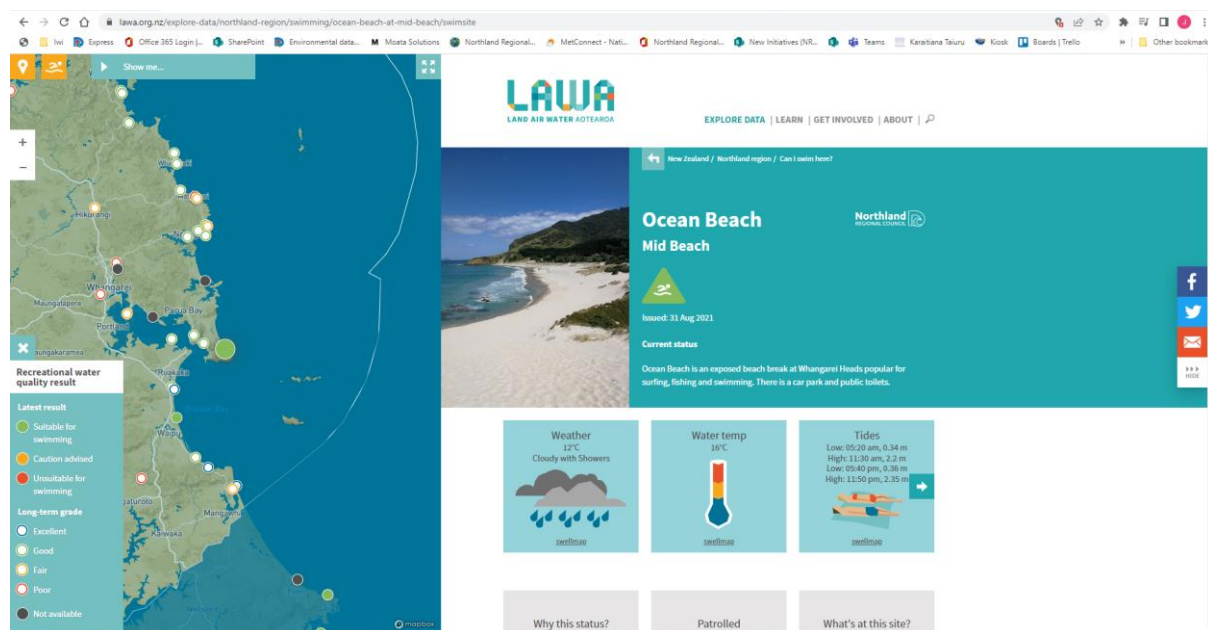 lawa.org.nz/explore-data/northland-region/swimming/ocean-beach-at-mid-beach/swimsite
Iwi
Express
Office 365 Login |...
SharePoint
Environmental data...
Moata Solutions
Northland Regional...
MetConnect - Nati...
Northland Regional...
New Initiatives (NR...
Teams
Karaitiana Taiuru
Kiosk
Boards | Trello
»
Other bookmark
Show me...
+
−
Hikurangi
Whangarei
Maungatapere
Pataua Bay
Ruakaka
Waipu
Kaiwaka
mapbox
Recreational water
quality result
Latest result
Suitable for
swimming
Caution advised
Unsuitable for
swimming
Long-term grade
Excellent
Good
Fair
Poor
Not available
LAWA
LAND AIR WATER AOTEAROA
EXPLORE DATA | LEARN | GET INVOLVED | ABOUT |
New Zealand / Northland region / Can I swim here?
Ocean Beach
Mid Beach
Northland
REGIONAL COUNCIL
Issued: 31 Aug 2021
Current status
Ocean Beach is an exposed beach break at Whangarei Heads popular for
surfing, fishing and swimming. There is a car park and public toilets.
HIDE
Weather
12°C
Cloudy with Showers
swellmap
Water temp
16°C
swellmap
Tides
Low: 05:20 am, 0.34 m
High: 11:30 am, 2.2 m
Low: 05:40 pm, 0.36 m
High: 11:50 pm, 2.35 m
swellmap
Why this status?
Patrolled
What's at this site?